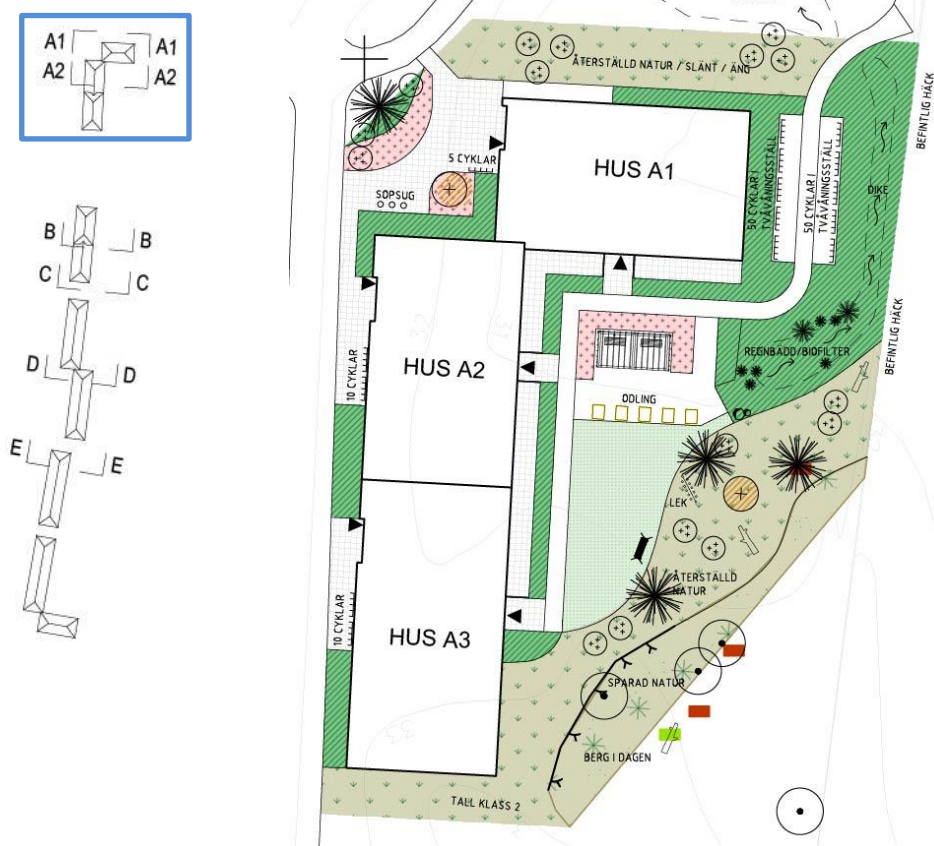 A1
A1
A2
A2
B
B
C
C
D
D
E
E
ÅTERSTÄLLD NATUR / SLÄNT / ÄNG
BEFINTLIG HÄCK
HUS A1
5 CYKLAR
SOPSUG
50 CYKLAR I
TVÅVÅNINGSSTÄLL
50 CYKLAR I
TVÅVÅNINGSSTÄLL
DIKE
HUS A2
10 CYKLAR
REGNBÄDD/BIOFILTER
BEFINTLIG HÄCK
ODLING
LEK
ÅTERSTÄLLD
NATUR
10 CYKLAR
HUS A3
SPARAD NATUR
BERG I DAGEN
33
TALL KLASS 2